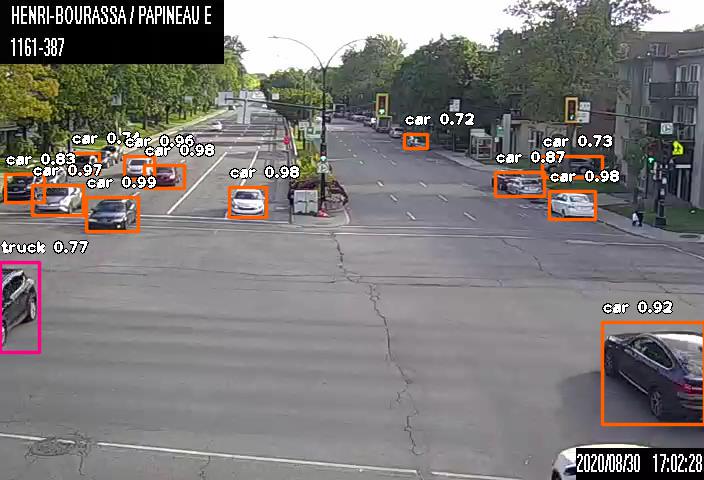 HENRI-BOURASSA / PAPINEAU E
1161-387
car 0.72
car 0.74
car 0.96
car 0.98
car 0.73
car 0.83
car 0.97
car 0.87
car 0.99
car 0.98
car 0.98
truck 0.77
car 0.92
2020/08/30 17:02:28